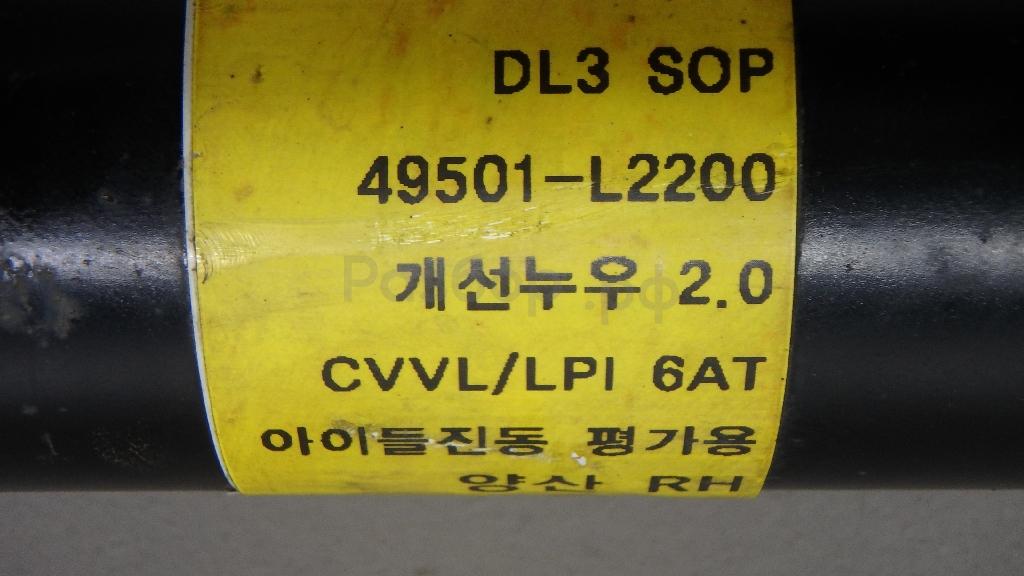 DL3 SOP
49501-L2200
개선누우 2.0
CVVL/LPI 6AT
아이들진동 평가용
양산 RH